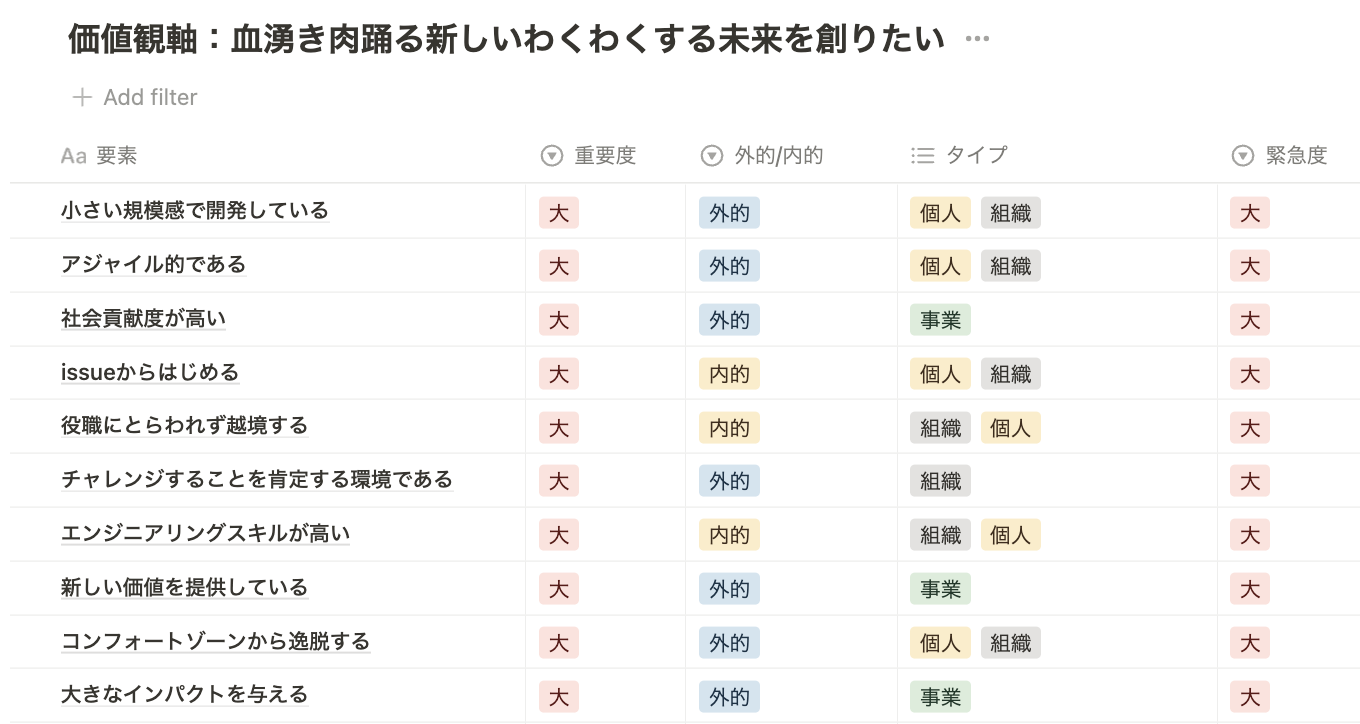 価値観軸：血湧き肉踊る新しいわくわくする未来を創りたい
Add filter
Aa 要素 重要度 外的/内的 タイプ 緊急度
小さい規模感で開発している 大 外的 個人 組織 大
アジャイル的である 大 外的 個人 組織 大
社会貢献度が高い 大 外的 事業 大
issueからはじめる 大 内的 個人 組織 大
役職にとらわれず越境する 大 内的 組織 個人 大
チャレンジすることを肯定する環境である 大 外的 組織 大
エンジニアリングスキルが高い 大 内的 組織 個人 大
新しい価値を提供している 大 外的 事業 大
コンフォートゾーンから逸脱する 大 外的 個人 組織 大
大きなインパクトを与える 大 外的 事業 大